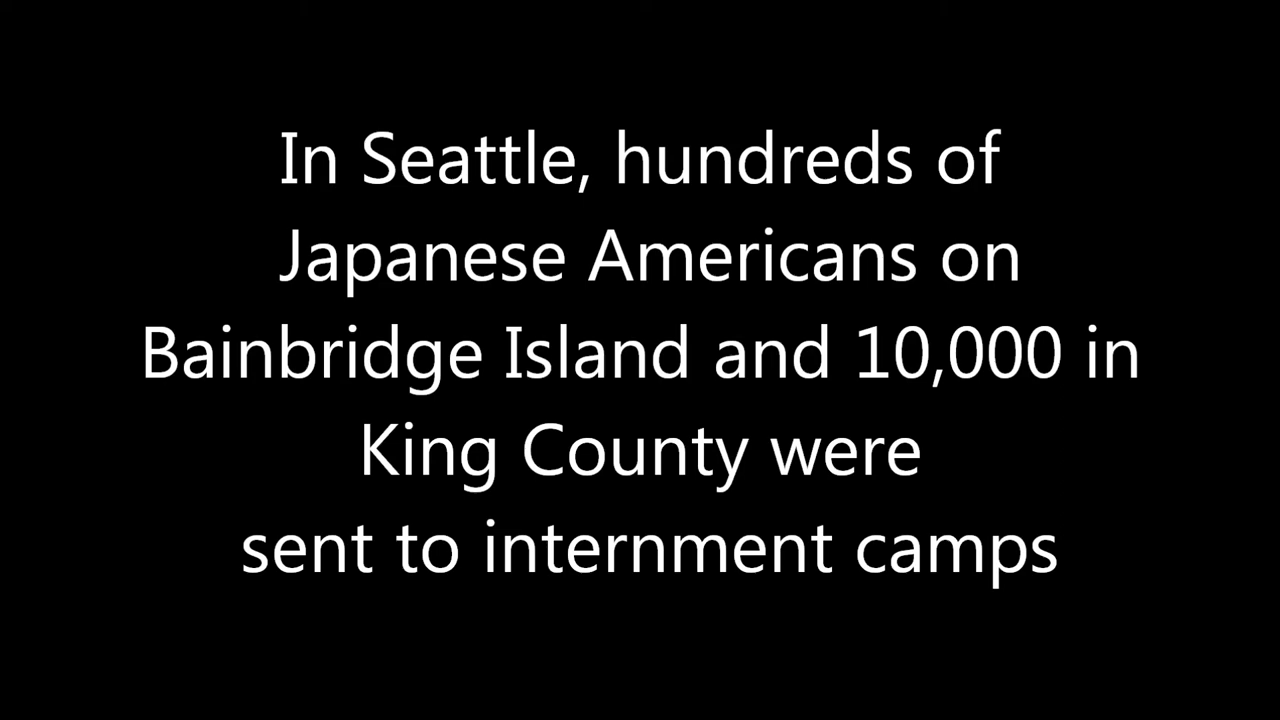 In Seattle, hundreds of
Japanese Americans on
Bainbridge Island and 10,000 in
King County were
sent to internment camps